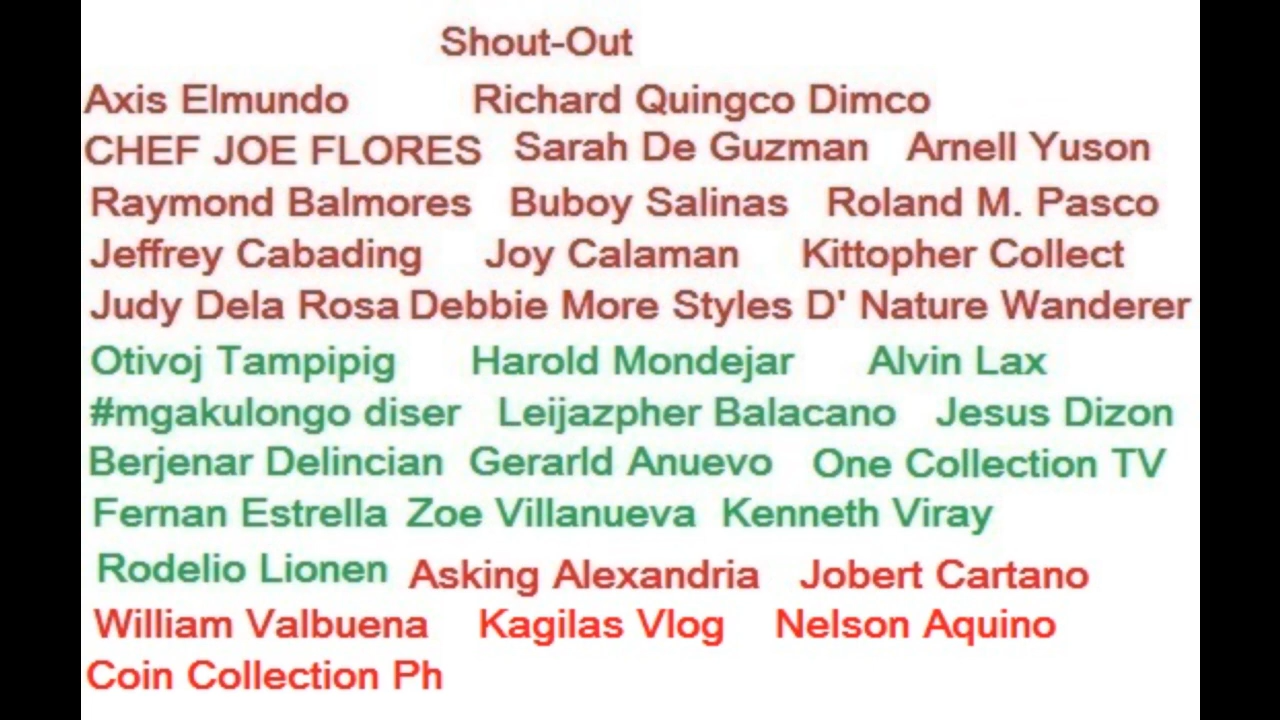 Shout-Out
Axis Elmundo Richard Quingco Dimco
CHEF JOE FLORES Sarah De Guzman Arnell Yuson
Raymond Balmores Buboy Salinas Roland M. Pasco
Jeffrey Cabading Joy Calaman Kittopher Collect
Judy Dela Rosa Debbie More Styles D' Nature Wanderer
Otivoj Tampipig Harold Mondejar Alvin Lax
#mgakulongo diser Leijazpher Balacano Jesus Dizon
Berjenar Delincian Gerarld Anuevo One Collection TV
Fernan Estrella Zoe Villanueva Kenneth Viray
Rodelio Lionen Asking Alexandria Jobert Cartano
William Valbuena Kagilas Vlog Nelson Aquino
Coin Collection Ph